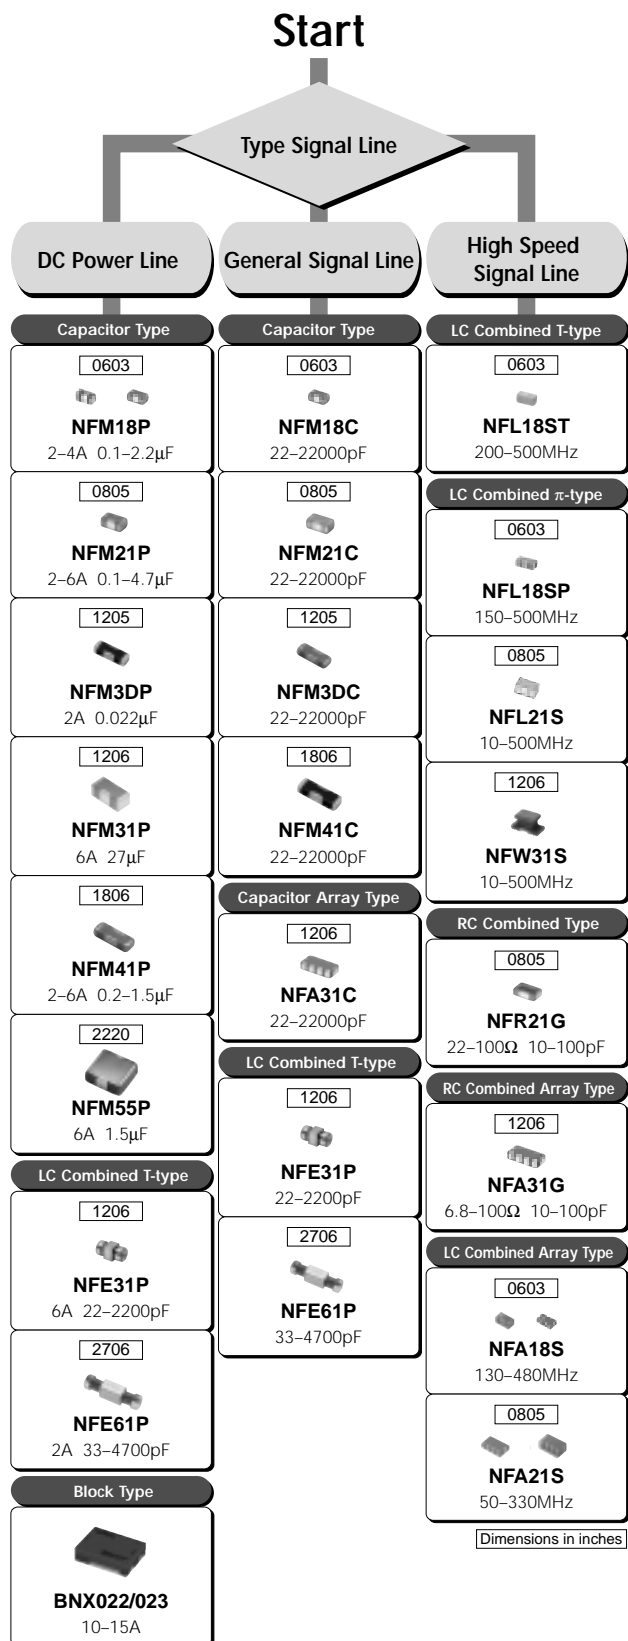 Start
Type Signal Line
DC Power Line
General Signal Line
High Speed
Signal Line
Capacitor Type
0603
NFM18P
2–4A 0.1–2.2µF
0805
NFM21P
2–6A 0.1–4.7µF
1205
NFM3DP
2A 0.022µF
1206
NFM31P
6A 27µF
1806
NFM41P
2–6A 0.2–1.5µF
2220
NFM55P
6A 1.5µF
LC Combined T-type
1206
NFE31P
6A 22–2200pF
2706
NFE61P
2A 33–4700pF
Block Type
BNX022/023
10–15A
Capacitor Type
0603
NFM18C
22–22000pF
0805
NFM21C
22–22000pF
1205
NFM3DC
22–22000pF
1806
NFM41C
22–22000pF
Capacitor Array Type
1206
NFA31C
22–22000pF
LC Combined T-type
1206
NFE31P
22–2200pF
2706
NFE61P
33–4700pF
LC Combined T-type
0603
NFL18ST
200–500MHz
LC Combined π-type
0603
NFL18SP
150–500MHz
0805
NFL21S
10–500MHz
1206
NFW31S
10–500MHz
RC Combined Type
0805
NFR21G
22–100Ω 10–100pF
RC Combined Array Type
1206
NFA31G
6.8–100Ω 10–100pF
LC Combined Array Type
0603
NFA18S
130–480MHz
0805
NFA21S
50–330MHz
Dimensions in inches